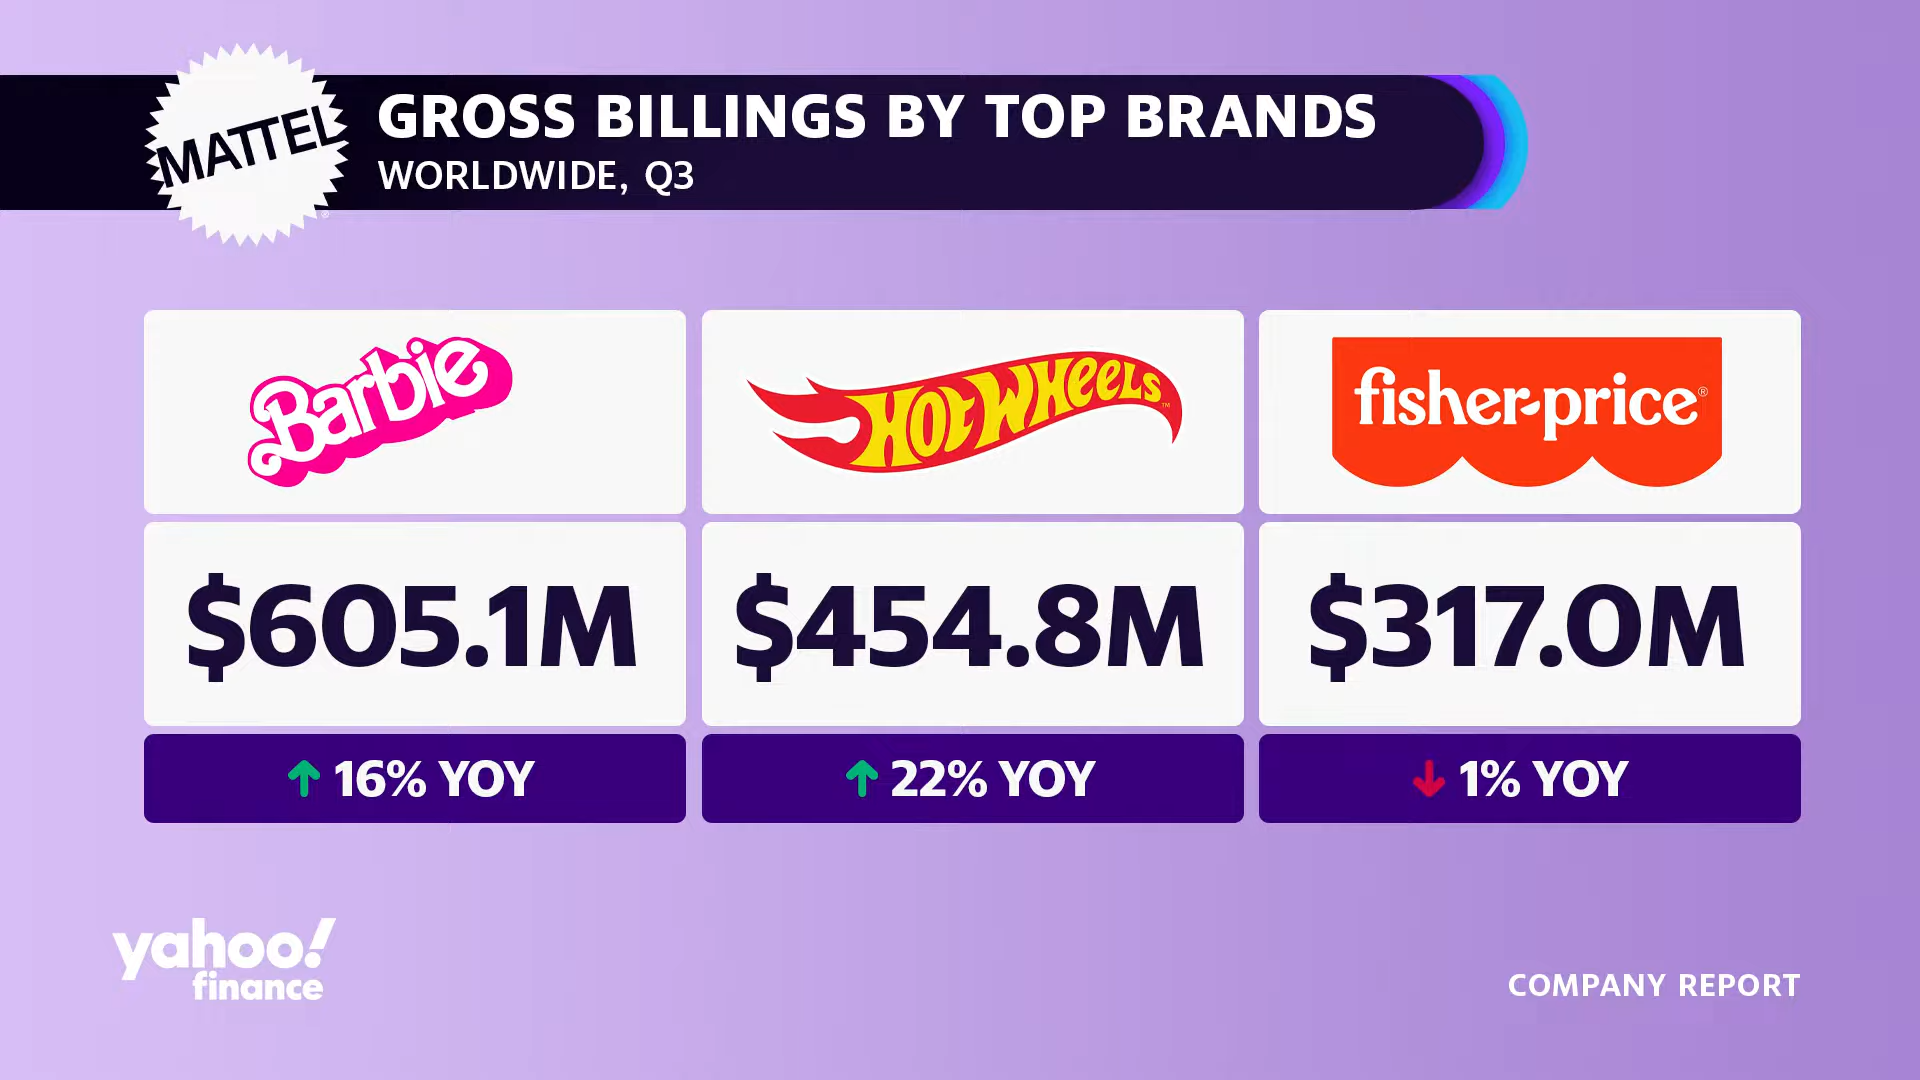 MATTEL
GROSS BILLINGS BY TOP BRANDS
WORLDWIDE, Q3
Barbie
HOT WHEELS™
fisher-price®
$605.1M
$454.8M
$317.0M
↑ 16% YOY
↑ 22% YOY
↓ 1% YOY
yahoo!
finance
COMPANY REPORT